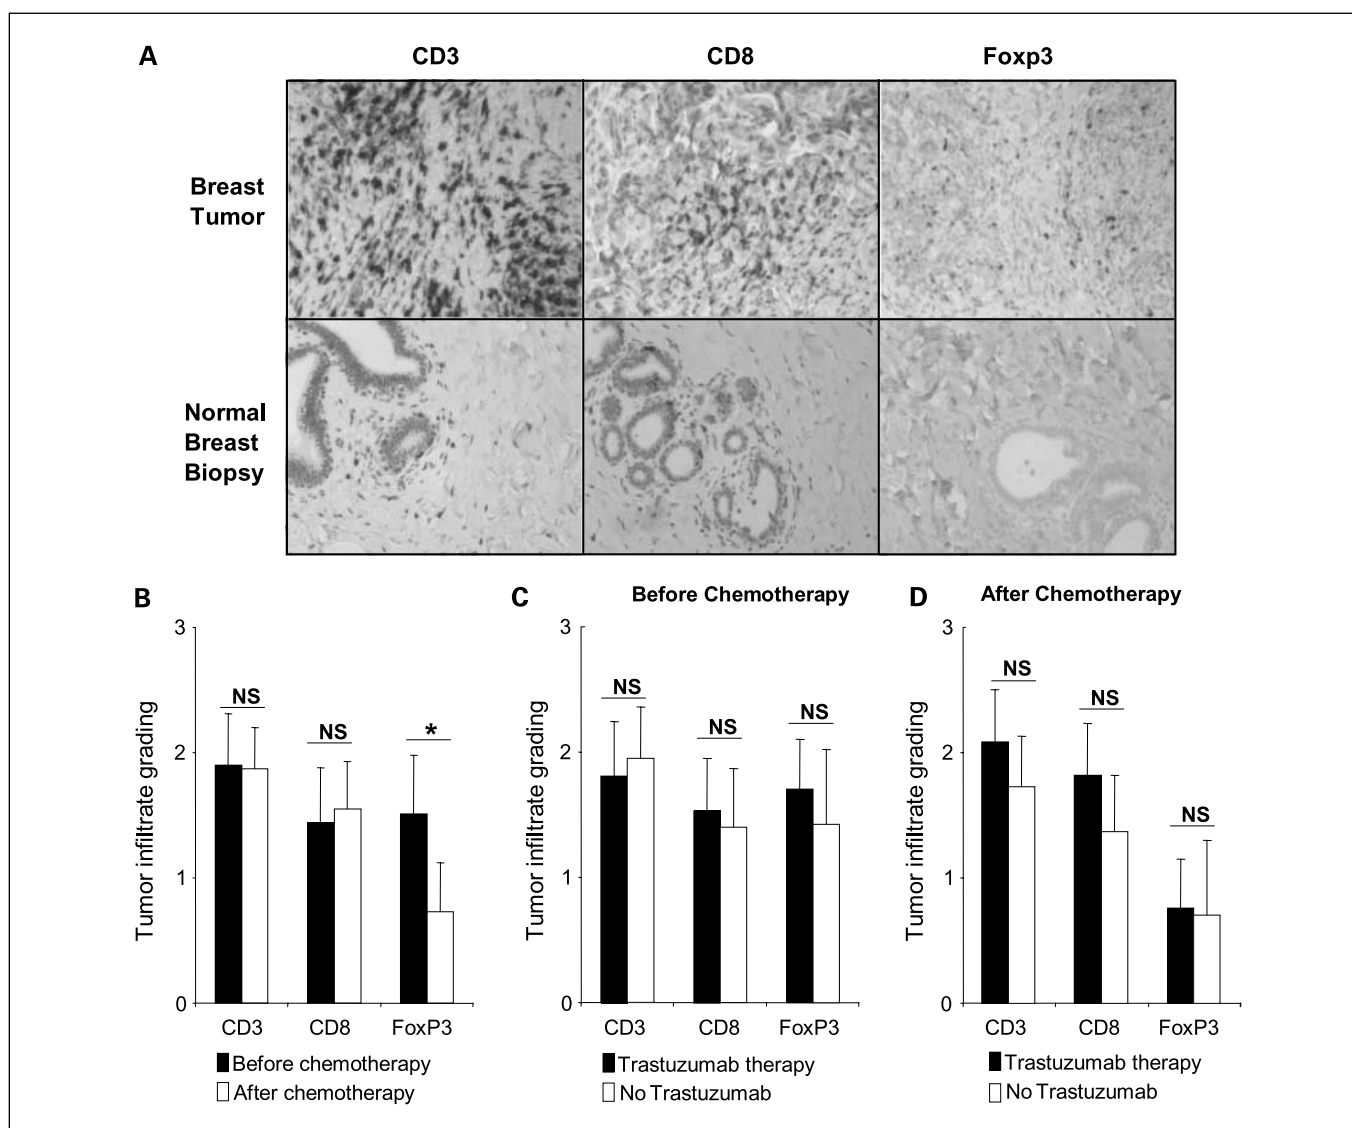 A
CD3
CD8
Foxp3
Breast
Tumor
Normal
Breast
Biopsy
B
3
2
1
0
Tumor infiltrate grading
NS
NS
*
CD3
CD8
FoxP3
Before chemotherapy
After chemotherapy
C
Before Chemotherapy
3
2
1
0
Tumor infiltrate grading
NS
NS
NS
CD3
CD8
FoxP3
Trastuzumab therapy
No Trastuzumab
D
After Chemotherapy
3
2
1
0
Tumor infiltrate grading
NS
NS
NS
CD3
CD8
FoxP3
Trastuzumab therapy
No Trastuzumab